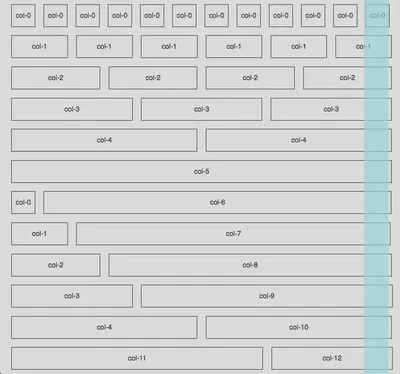 col-0 col-0 col-0 col-0 col-0 col-0 col-0 col-0 col-0 col-0 col-0 col-0
col-1 col-1 col-1 col-1 col-1 col-1
col-2 col-2 col-2 col-2
col-3 col-3 col-3
col-4 col-4
col-5
col-0 col-6
col-1 col-7
col-2 col-8
col-3 col-9
col-4 col-10
col-11 col-12